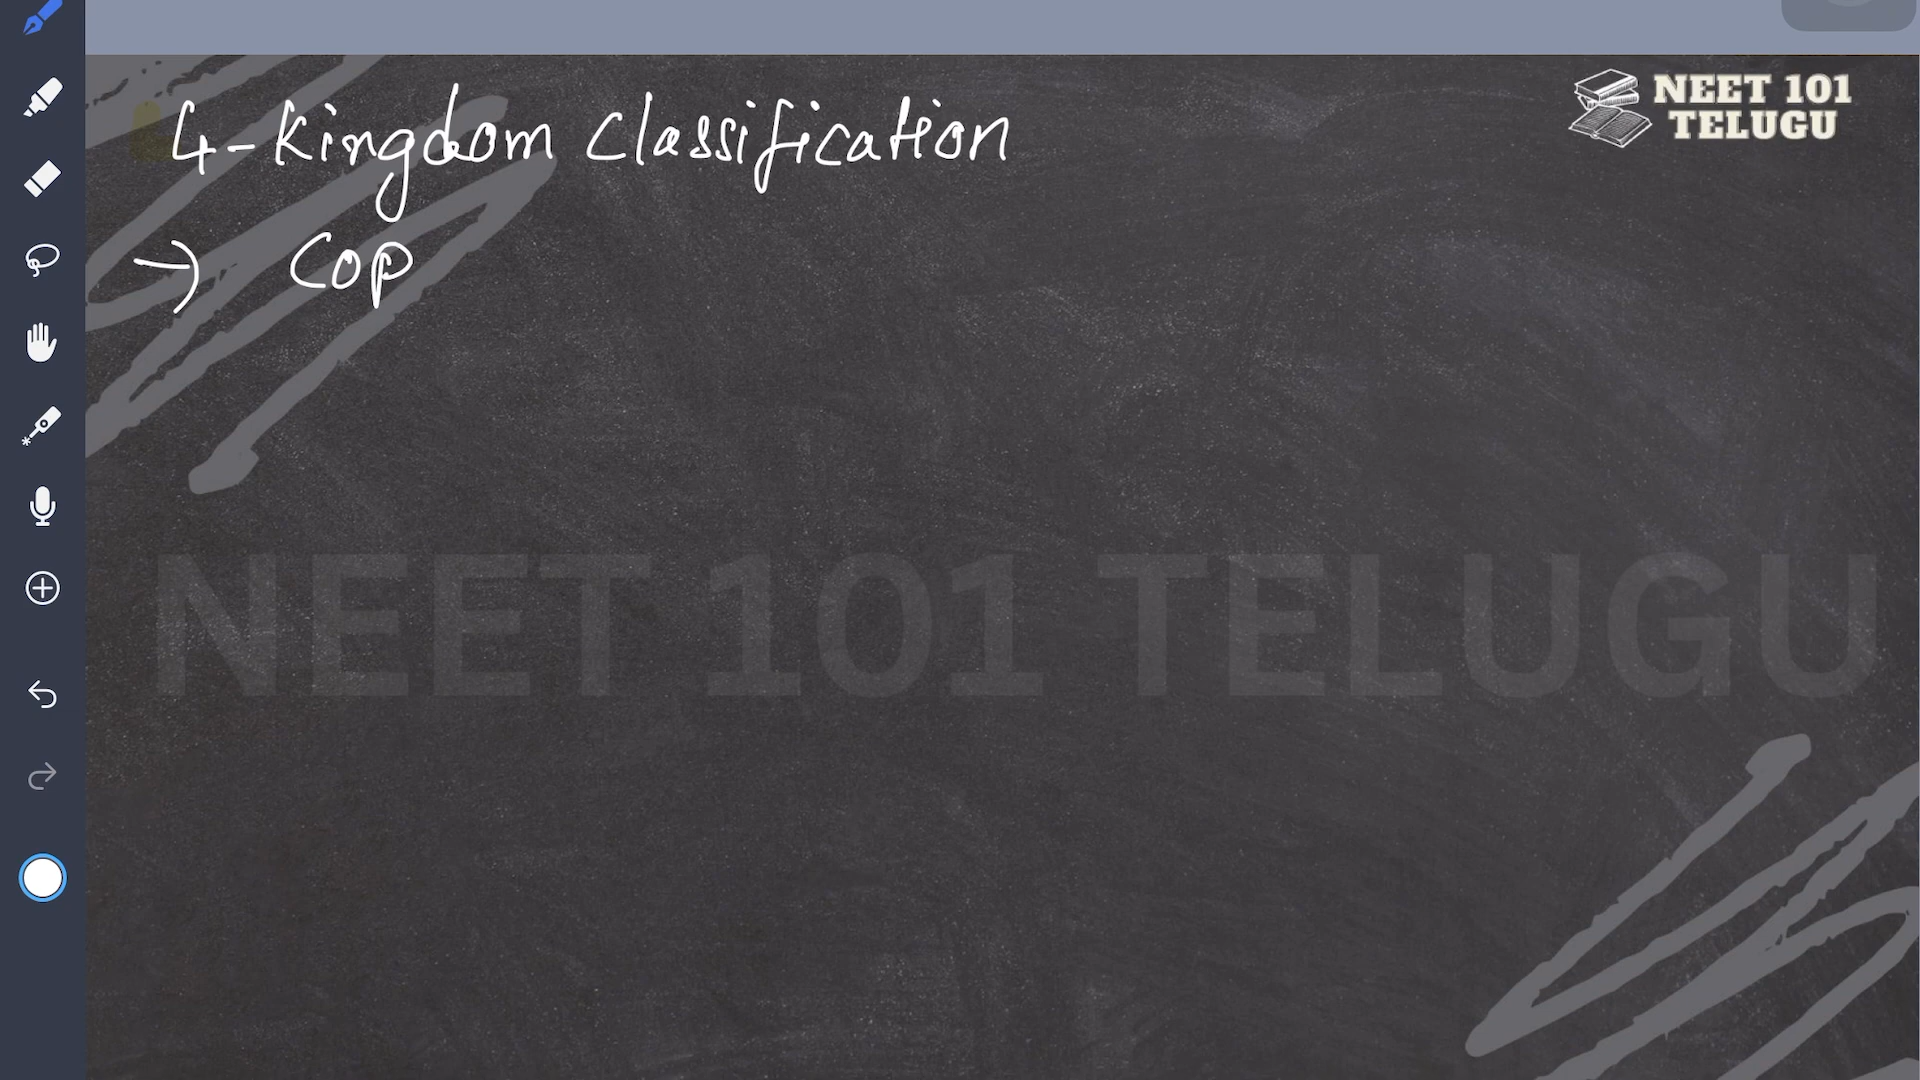 NEET 101
TELUGU
4-Kingdom Classification
→ Cop
NEET 101 TELUGU